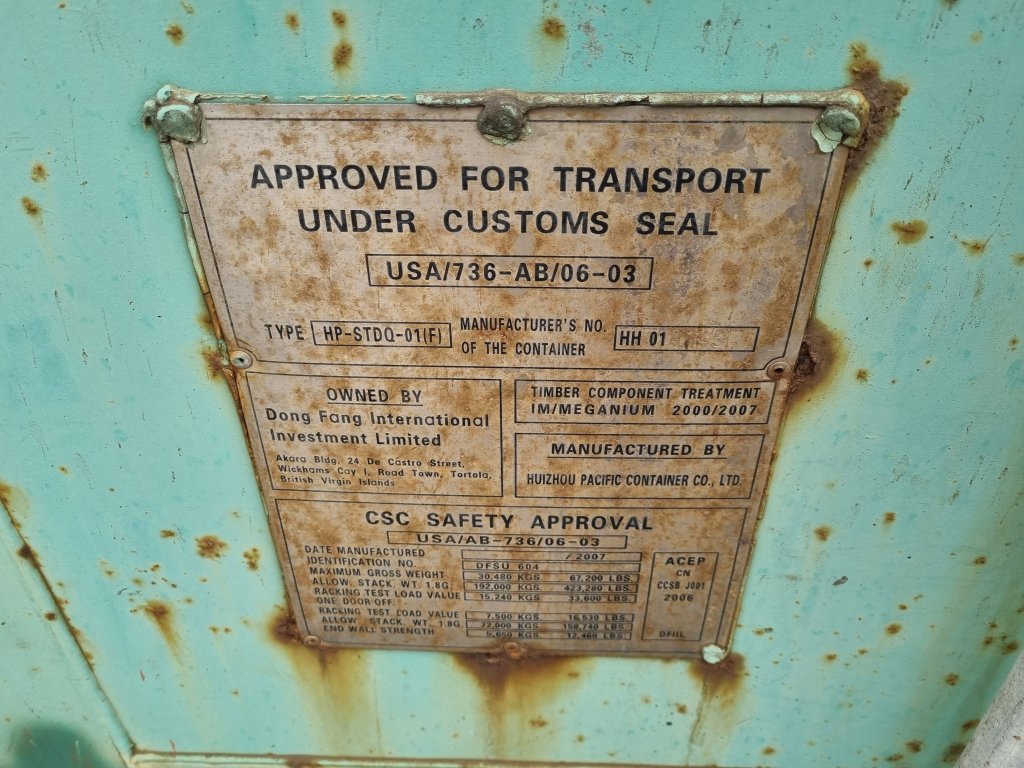 APPROVED FOR TRANSPORT
UNDER CUSTOMS SEAL
USA/736-AB/06-03
TYPE HP-STDQ-01(F) MANUFACTURER'S NO. OF THE CONTAINER HH 01
OWNED BY
Dong Fang International
Investment Limited
Akara Bldg, 24 De Castro Street,
Wickhams Cay 1, Road Town, Tortola,
British Virgin Islands
TIMBER COMPONENT TREATMENT
IM/MEGANIUM 2000/2007
MANUFACTURED BY
HUIZHOU PACIFIC CONTAINER CO., LTD.
CSC SAFETY APPROVAL
USA/AB-736/06-03
DATE MANUFACTURED /2007
IDENTIFICATION NO. DFSU 604
MAXIMUM GROSS WEIGHT 30,480 KGS. 67,200 LBS.
ALLOW. STACK. WT. 1.8G. 192,000 KGS. 423,280 LBS.
RACKING TEST LOAD VALUE 15,240 KGS. 33,600 LBS.
ONE DOOR OFF:
RACKING TEST LOAD VALUE 7,500 KGS. 16,530 LBS.
ALLOW. STACK. WT. 1.8G. 72,000 KGS. 158,740 LBS.
END WALL STRENGTH 5,650 KGS. 12,460 LBS.
ACEP
CN
CCSB J001
2006
DFIIL